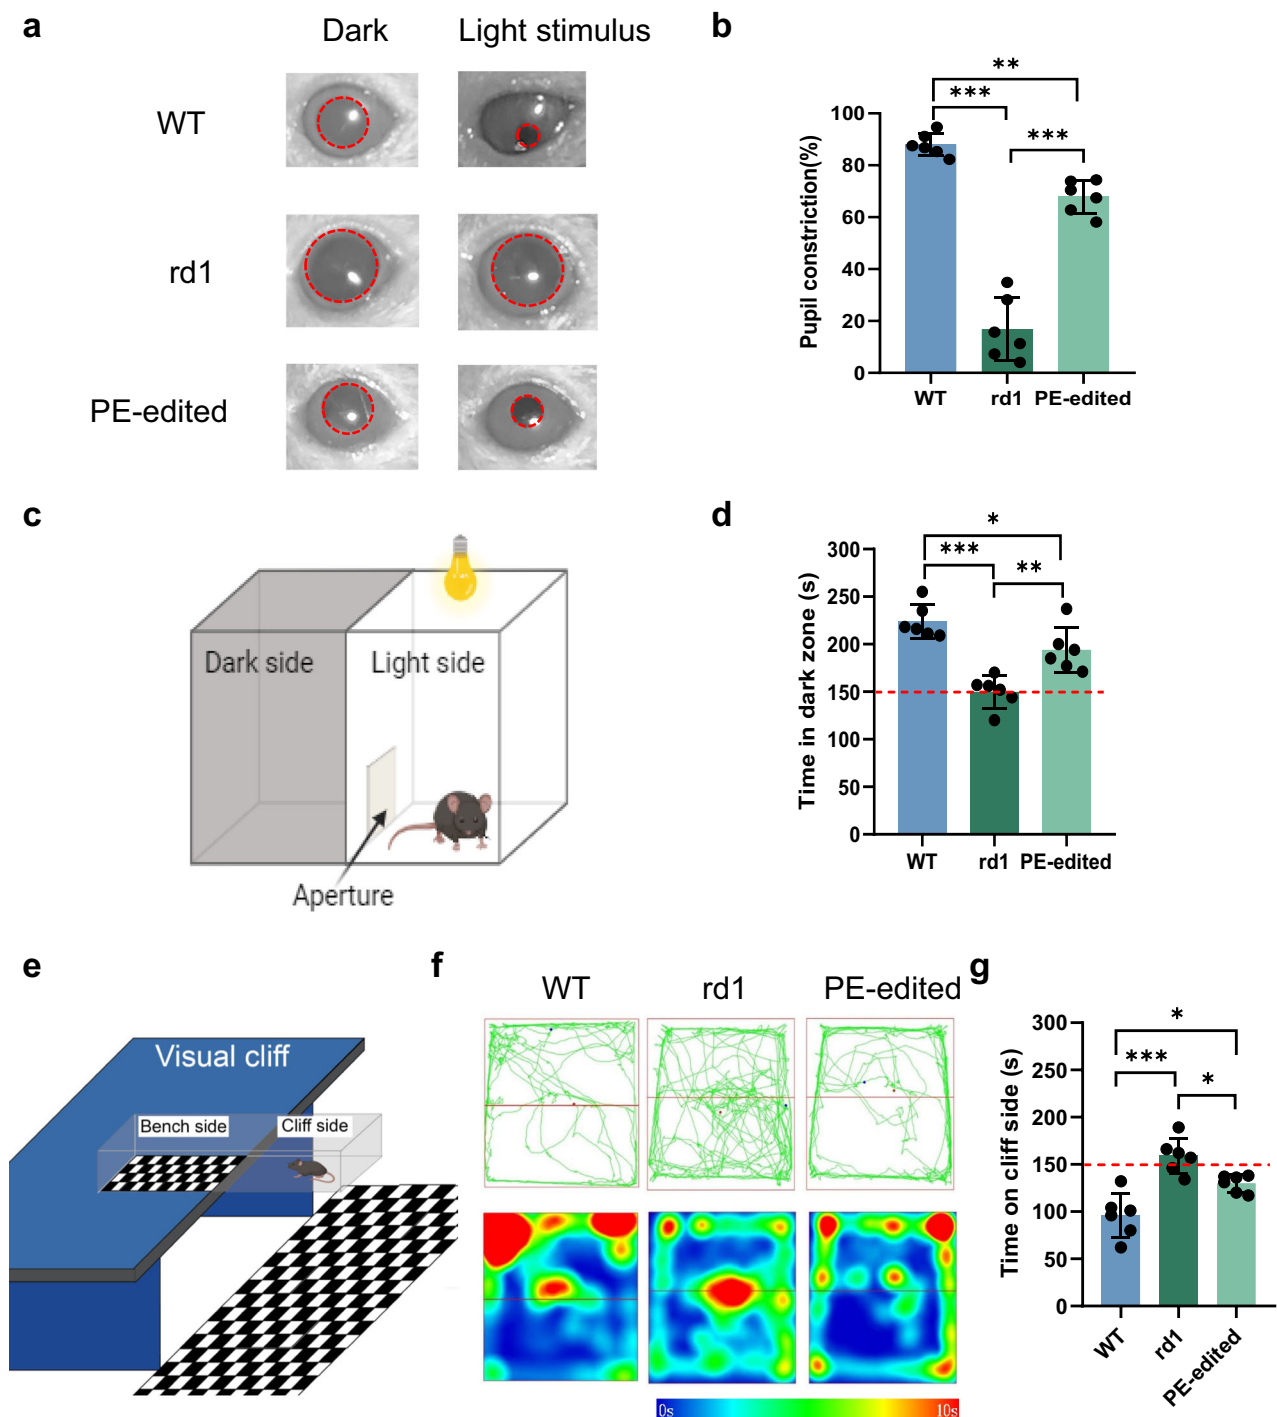 a
Dark
Light stimulus
WT
rd1
PE-edited
b
**
***
***
Pupil constriction(%)
100
80
60
40
20
0
WT
rd1
PE-edited
c
Dark side
Light side
Aperture
d
*
***
**
Time in dark zone (s)
300
250
200
150
100
50
0
WT
rd1
PE-edited
e
Visual cliff
Bench side
Cliff side
f
WT
rd1
PE-edited
0s
10s
g
*
***
*
Time on cliff side (s)
300
250
200
150
100
50
0
WT
rd1
PE-edited